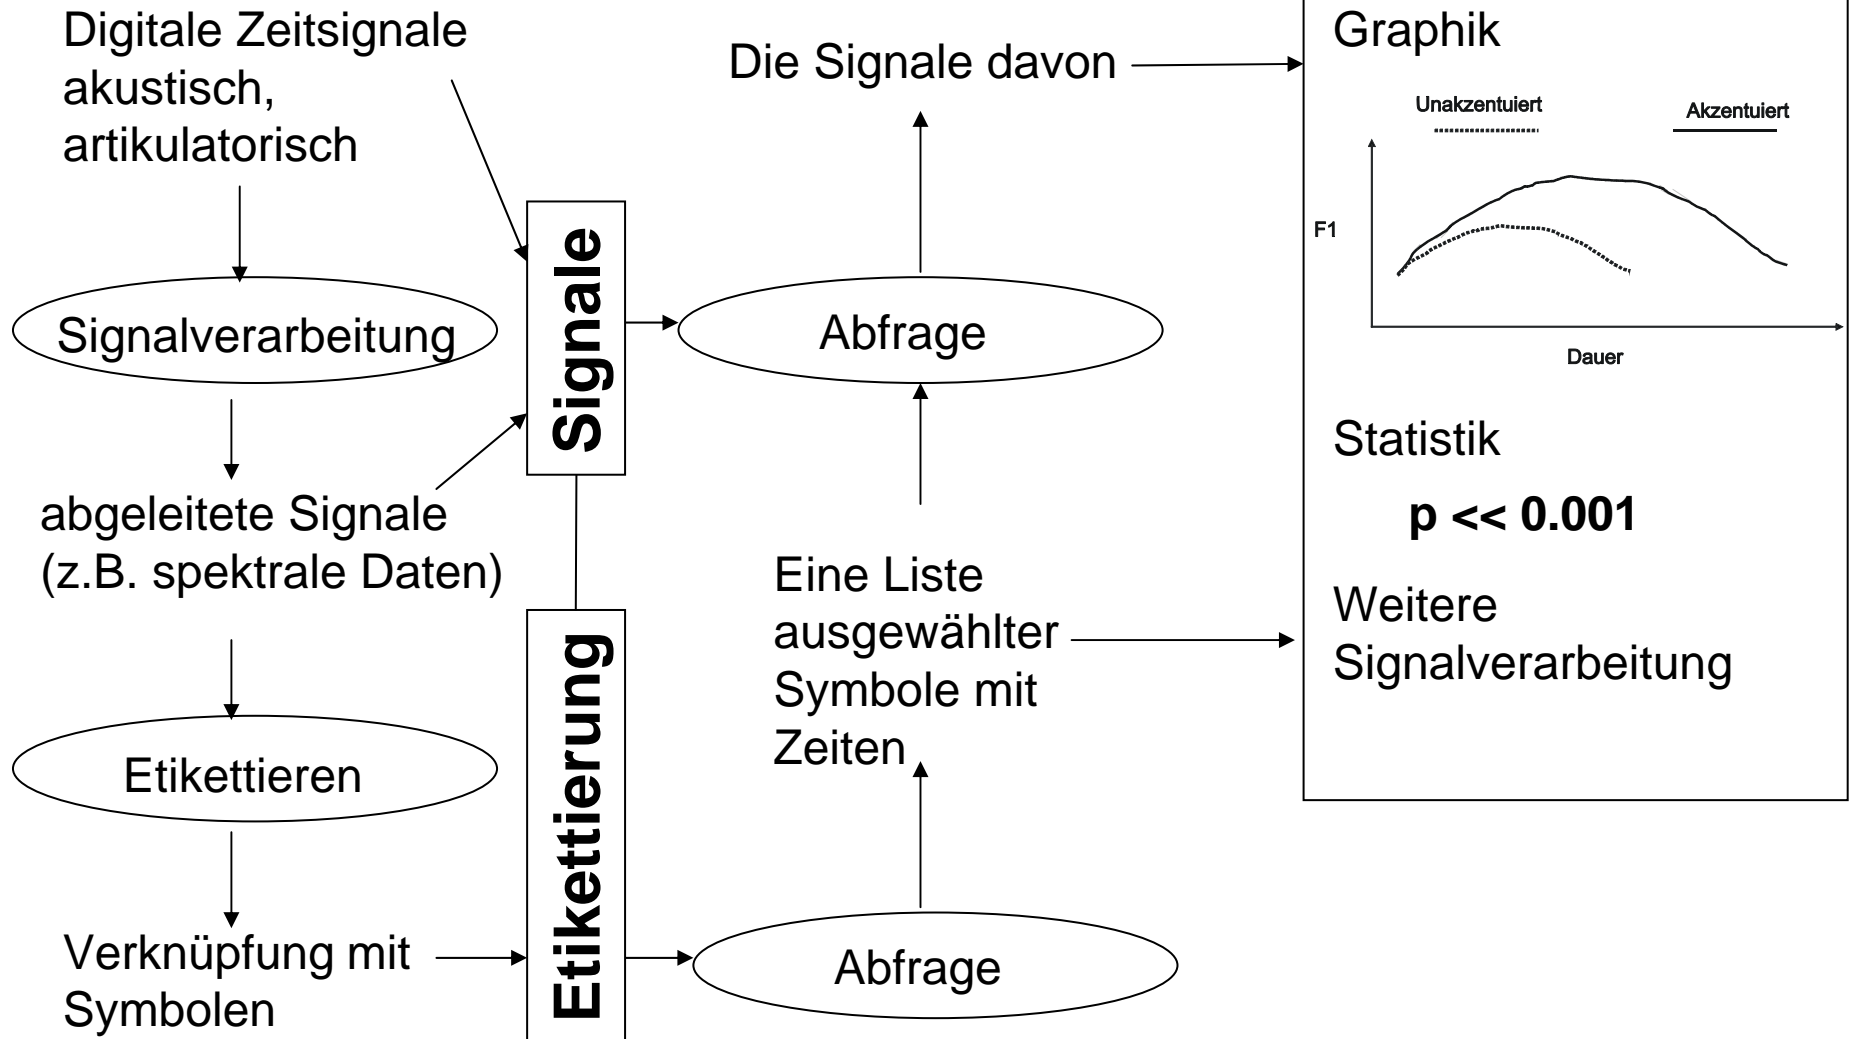 Digitale Zeitsignale
akustisch,
artikulatorisch
Signalverarbeitung
abgeleitete Signale
(z.B. spektrale Daten)
Etikettieren
Verknüpfung mit
Symbolen
Signale
Etikettierung
Die Signale davon
Abfrage
Eine Liste
ausgewählter
Symbole mit
Zeiten
Abfrage
Graphik
Unakzentuiert
Akzentuiert
F1
Dauer
Statistik
p << 0.001
Weitere
Signalverarbeitung